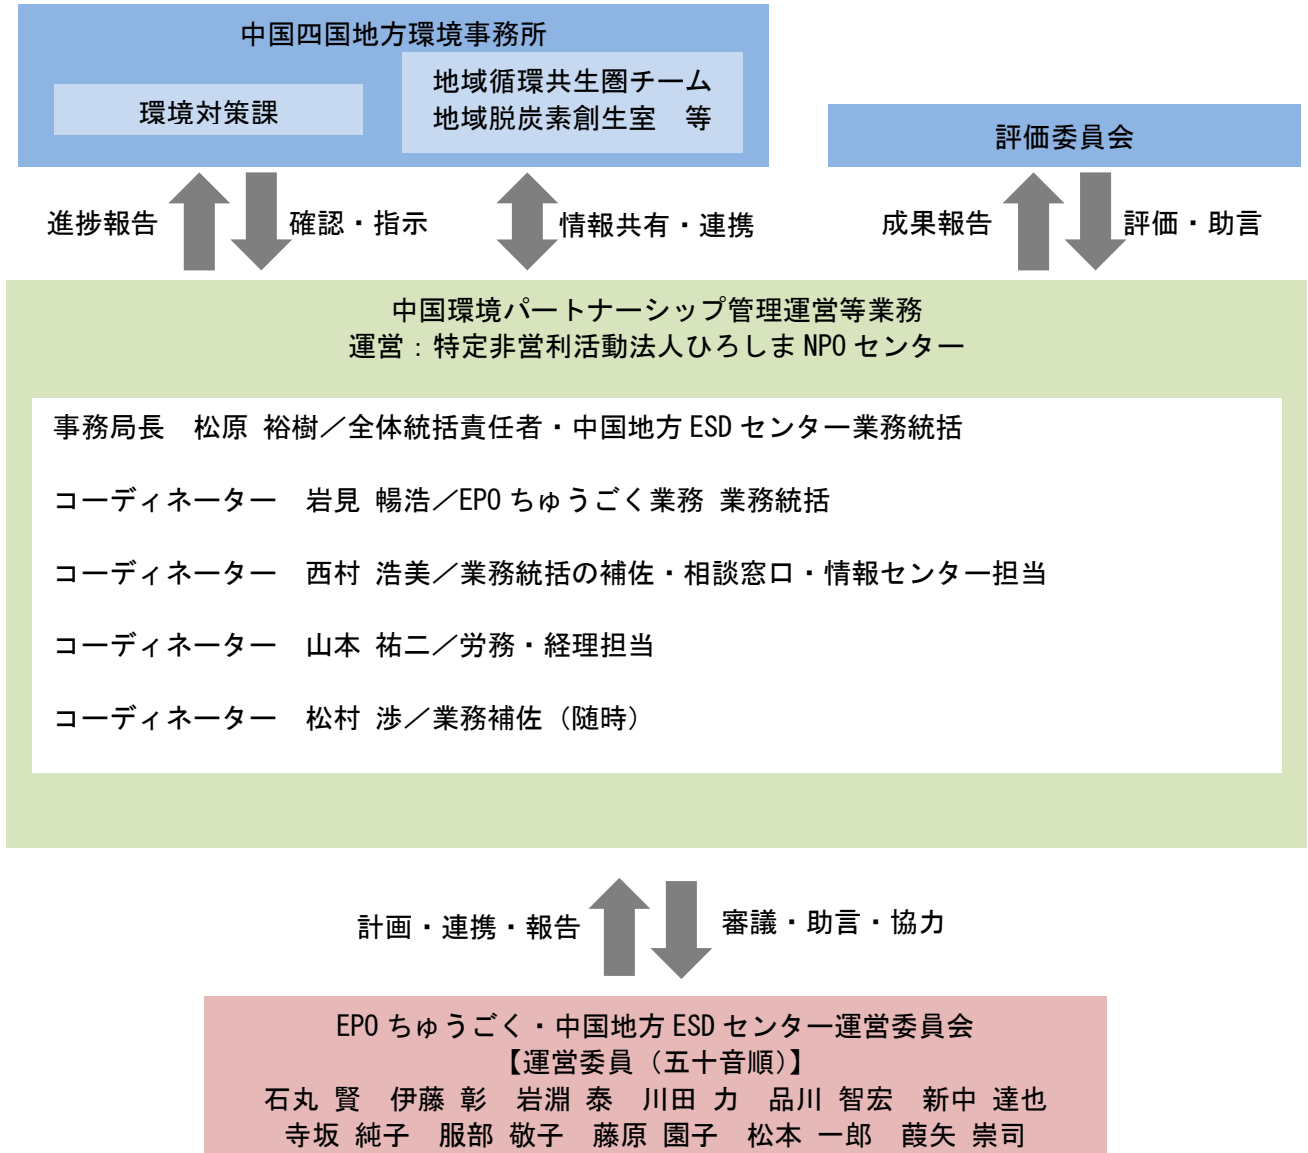 中国四国地方環境事務所
環境対策課
地域循環共生圏チーム
地域脱炭素創生室　等
評価委員会
進捗報告
確認・指示
情報共有・連携
成果報告
評価・助言
中国環境パートナーシップ管理運営等業務
運営：特定非営利活動法人ひろしま NPO センター
事務局長　松原 裕樹／全体統括責任者・中国地方 ESD センター業務統括
コーディネーター　岩見 暢浩／EPO ちゅうごく業務 業務統括
コーディネーター　西村 浩美／業務統括の補佐・相談窓口・情報センター担当
コーディネーター　山本 祐二／労務・経理担当
コーディネーター　松村 渉／業務補佐（随時）
計画・連携・報告
審議・助言・協力
EPO ちゅうごく・中国地方 ESD センター運営委員会
【運営委員（五十音順）】
石丸 賢　伊藤 彰　岩淵 泰　川田 力　品川 智宏　新中 達也
寺坂 純子　服部 敬子　藤原 園子　松本 一郎　葭矢 崇司